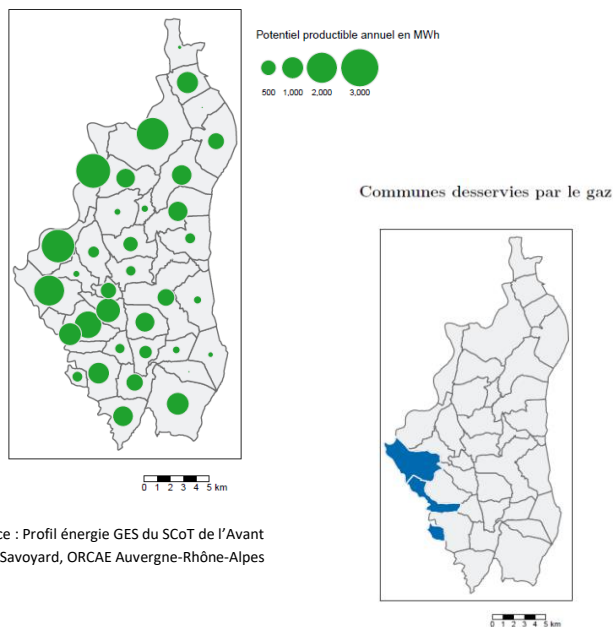 Potentiel productible annuel en MWh
500 1,000 2,000 3,000
Communes desservies par le gaz
0 1 2 3 4 5 km
ce : Profil énergie GES du SCoT de l'Avant
Savoyard, ORCAE Auvergne-Rhône-Alpes
0 1 2 3 4 5 km